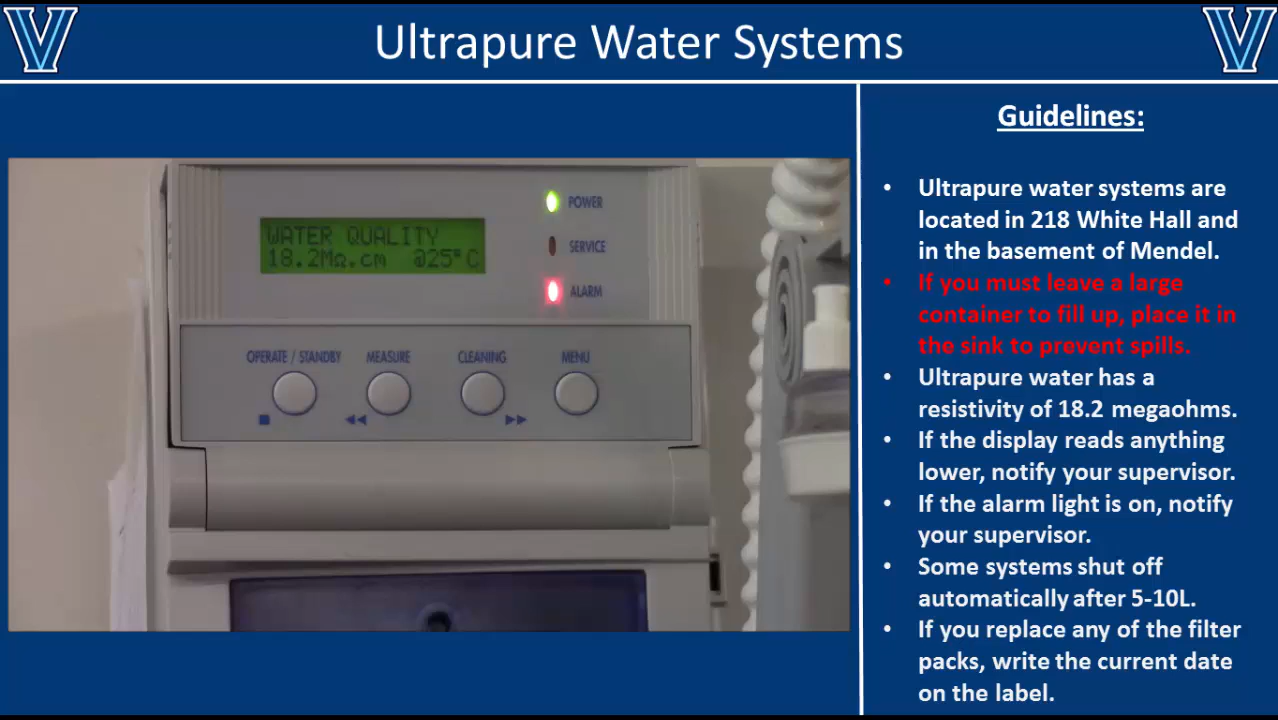 Ultrapure Water Systems
Guidelines:
WATER QUALITY
18.2MΩ.cm @25°C
POWER
SERVICE
ALARM
OPERATE / STANDBY MEASURE CLEANING MENU
• Ultrapure water systems are
located in 218 White Hall and
in the basement of Mendel.
• If you must leave a large
container to fill up, place it in
the sink to prevent spills.
• Ultrapure water has a
resistivity of 18.2 megaohms.
• If the display reads anything
lower, notify your supervisor.
• If the alarm light is on, notify
your supervisor.
• Some systems shut off
automatically after 5-10L.
• If you replace any of the filter
packs, write the current date
on the label.